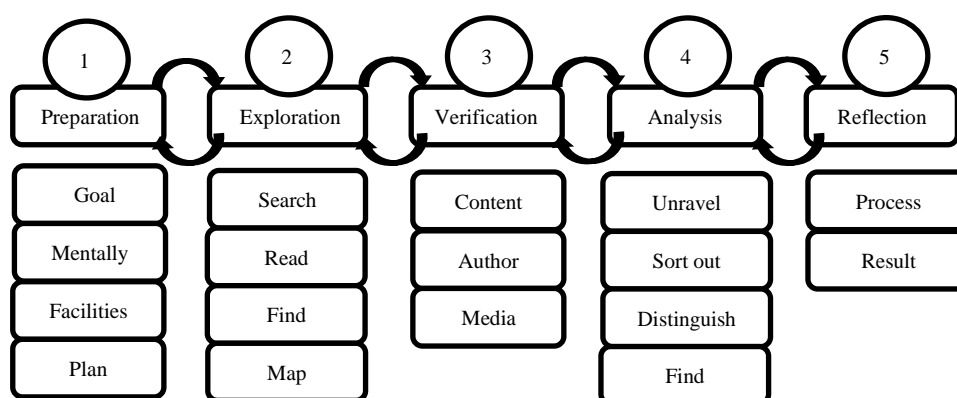 1
2
3
4
5
Preparation
Exploration
Verification
Analysis
Reflection
Goal
Mentally
Facilities
Plan
Search
Read
Find
Map
Content
Author
Media
Unravel
Sort out
Distinguish
Find
Process
Result